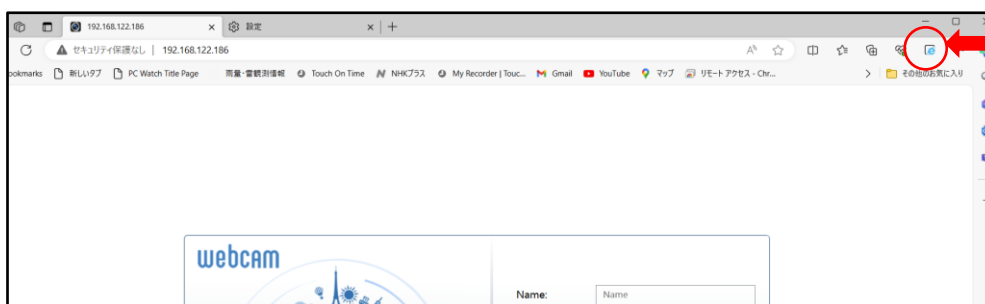 192.168.122.186 設定
セキュリティ保護なし | 192.168.122.186
ookmarks 新しいタブ PC Watch Title Page 雨量・雷観測情報 Touch On Time NHKプラス My Recorder | Touc... Gmail YouTube マップ リモート アクセス - Chr... その他のお気に入り
webcam
Name: Name